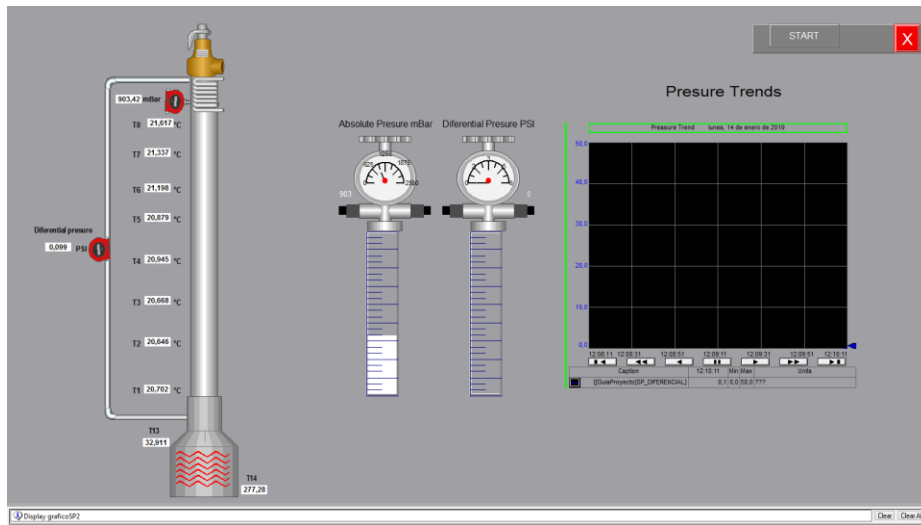 START
X
Presure Trends
903,42 mBar
T8 21,617 °C
T7 21,337 °C
T6 21,198 °C
T5 20,879 °C
Diferential presure
0,099 PSI
T4 20,945 °C
T3 20,668 °C
T2 20,646 °C
T1 20,702 °C
T13
32,911
T14
277,28
Absolute Presure mBar
625 1250 1875
0 2500
903
Diferential Presure PSI
0
Preasure Trend lunes, 14 de enero de 2019
50,0
40,0
30,0
20,0
10,0
0,0
12:08:11 12:08:31 12:08:51 12:09:11 12:09:31 12:09:51 12:10:11
Caption 12:10:11 Min Max Units
0,1 0,0 50,0 ???
Display graficoSP2
Clear